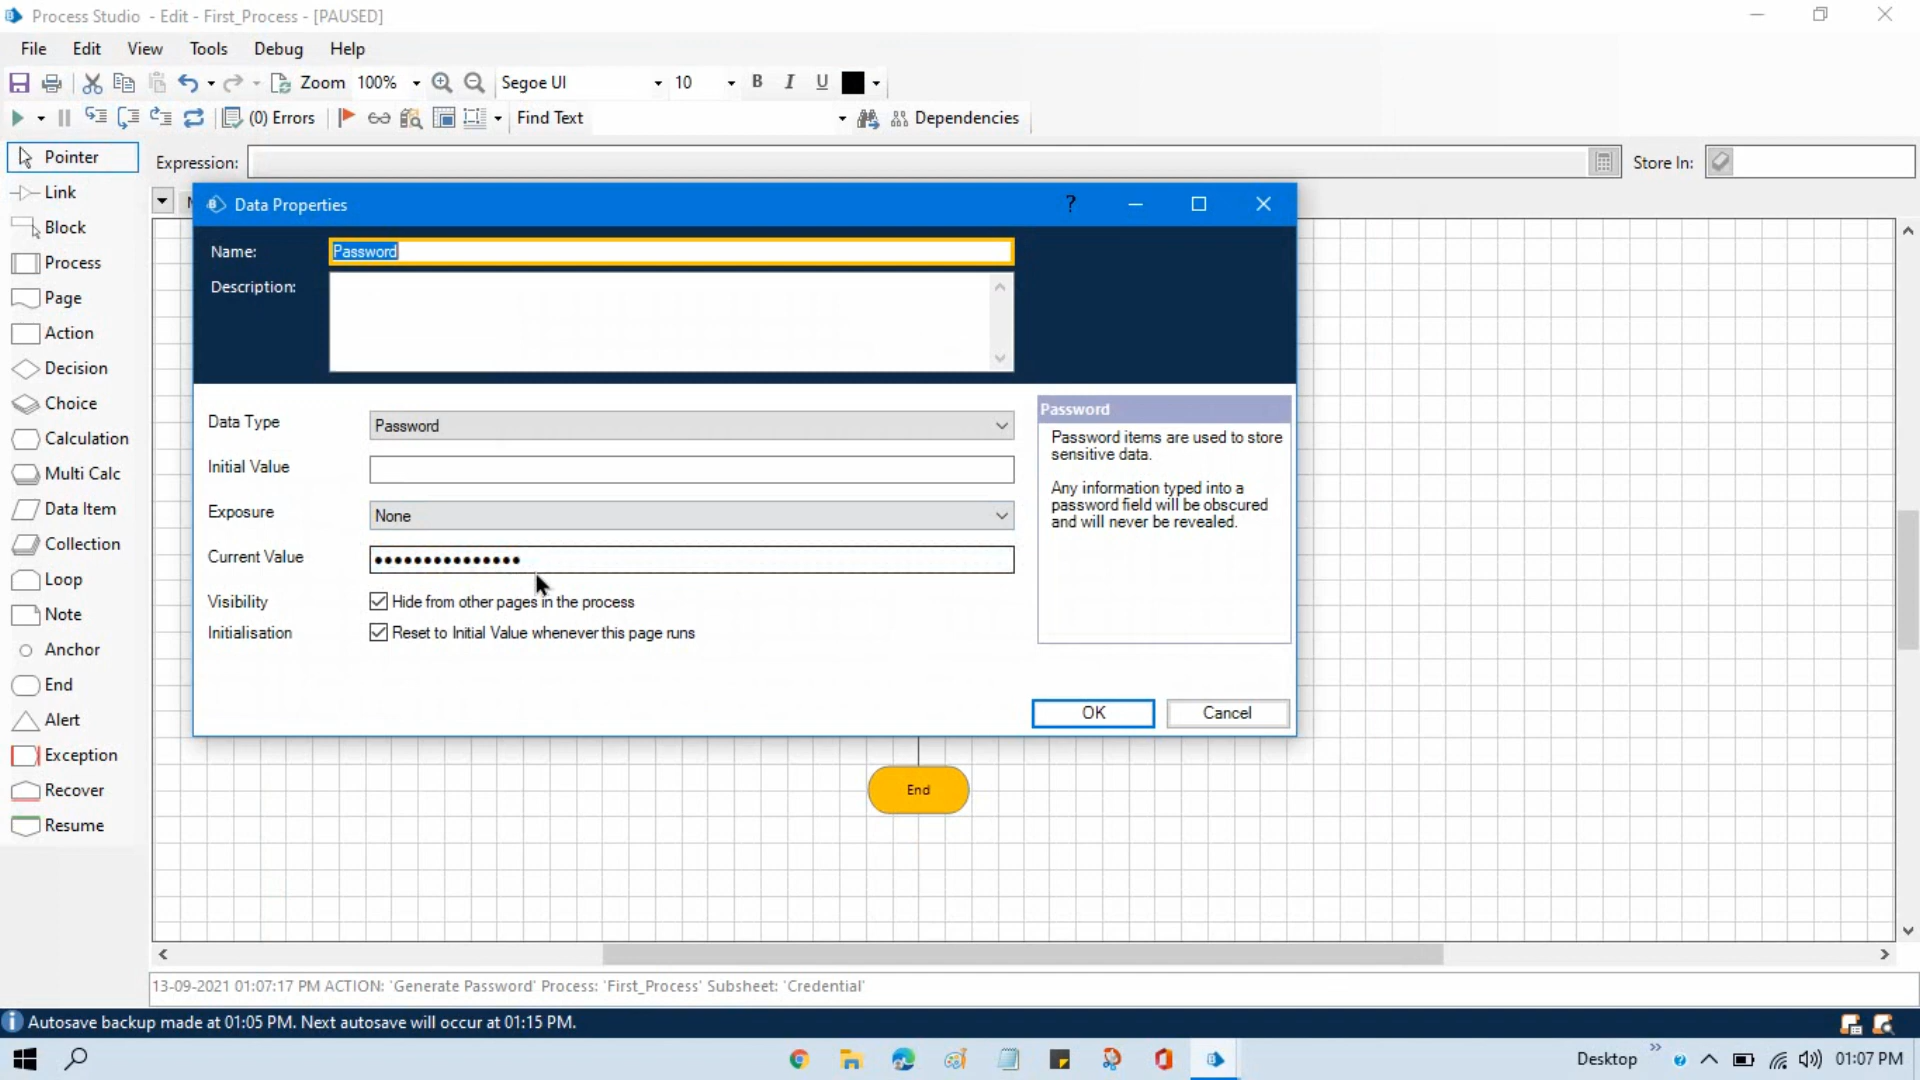 Process Studio - Edit - First_Process - [PAUSED]
File Edit View Tools Debug Help
Zoom 100% Segoe UI 10 B I U
(0) Errors Find Text Dependencies
Pointer
Expression:
Store In:
Link
Block
Process
Page
Action
Decision
Choice
Calculation
Multi Calc
Data Item
Collection
Loop
Note
Anchor
End
Alert
Exception
Recover
Resume
Data Properties ?
Name: Password
Description:
Data Type Password
Initial Value
Exposure None
Current Value •••••••••••••••
Visibility Hide from other pages in the process
Initialisation Reset to Initial Value whenever this page runs
Password
Password items are used to store
sensitive data.
Any information typed into a
password field will be obscured
and will never be revealed.
OK Cancel
End
13-09-2021 01:07:17 PM ACTION: 'Generate Password' Process: 'First_Process' Subsheet: 'Credential'
Autosave backup made at 01:05 PM. Next autosave will occur at 01:15 PM.
Desktop 01:07 PM